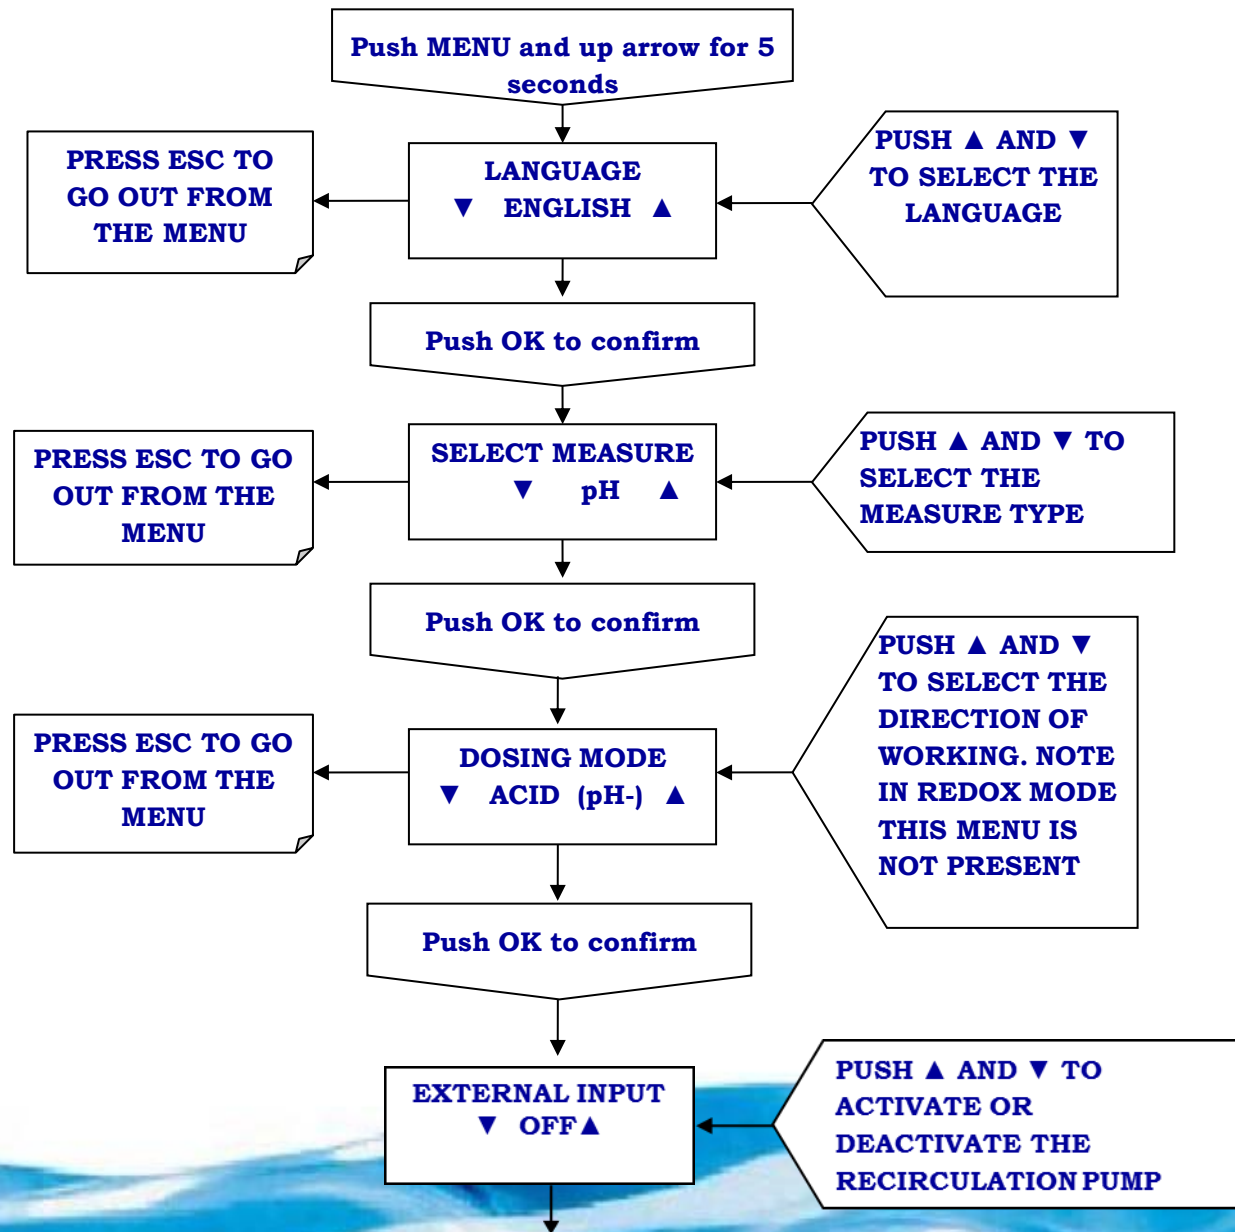 Push MENU and up arrow for 5
seconds
PRESS ESC TO
GO OUT FROM
THE MENU
LANGUAGE
▼ ENGLISH ▲
PUSH ▲ AND ▼
TO SELECT THE
LANGUAGE
Push OK to confirm
PRESS ESC TO GO
OUT FROM THE
MENU
SELECT MEASURE
▼ pH ▲
PUSH ▲ AND ▼ TO
SELECT THE
MEASURE TYPE
Push OK to confirm
PRESS ESC TO GO
OUT FROM THE
MENU
DOSING MODE
▼ ACID (pH-) ▲
PUSH ▲ AND ▼
TO SELECT THE
DIRECTION OF
WORKING. NOTE
IN REDOX MODE
THIS MENU IS
NOT PRESENT
Push OK to confirm
EXTERNAL INPUT
▼ OFF▲
PUSH ▲ AND ▼ TO
ACTIVATE OR
DEACTIVATE THE
RECIRCULATION PUMP